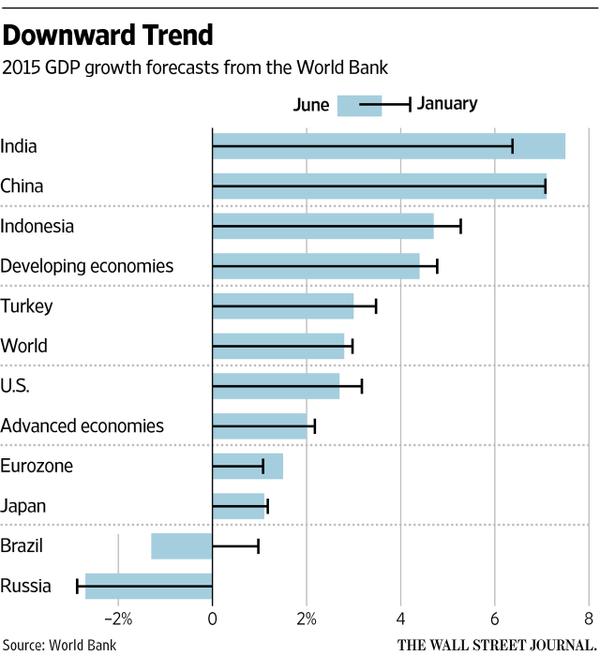 Downward Trend
2015 GDP growth forecasts from the World Bank
June January
India
China
Indonesia
Developing economies
Turkey
World
U.S.
Advanced economies
Eurozone
Japan
Brazil
Russia
−2% 0 2% 4 6 8
Source: World Bank THE WALL STREET JOURNAL.